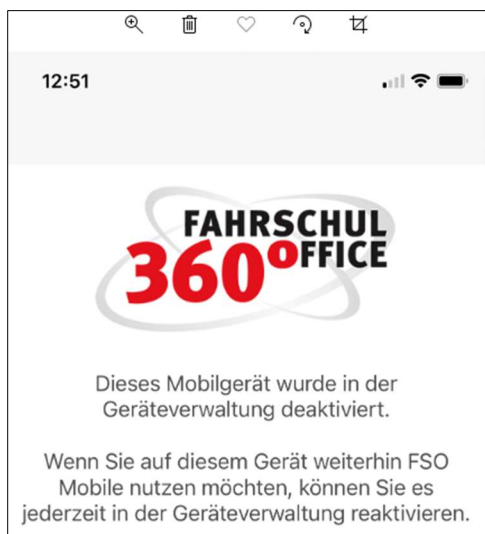 12:51
FAHRSCHUL
360°OFFICE
Dieses Mobilgerät wurde in der
Geräteverwaltung deaktiviert.
Wenn Sie auf diesem Gerät weiterhin FSO
Mobile nutzen möchten, können Sie es
jederzeit in der Geräteverwaltung reaktivieren.